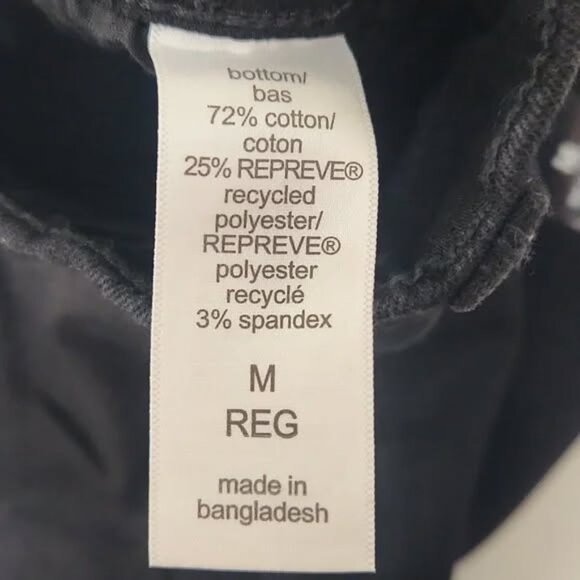 bottom/
bas
72% cotton/
coton
25% REPREVE®
recycled
polyester/
REPREVE®
polyester
recyclé
3% spandex
M
REG
made in
bangladesh